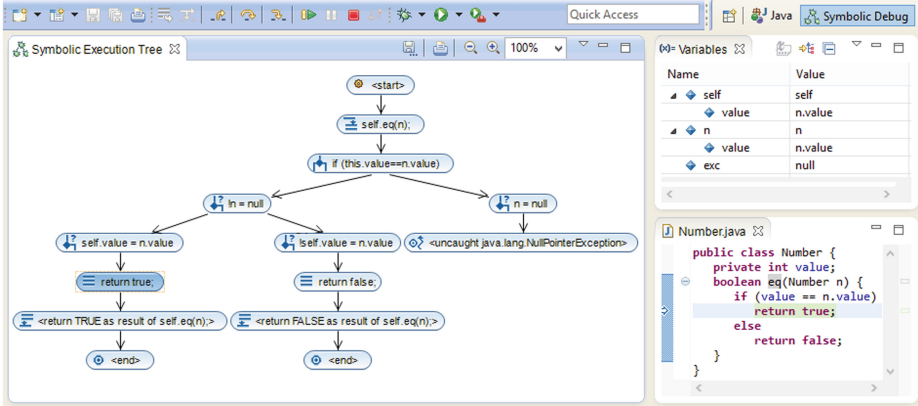 Quick Access
Java
Symbolic Debug
Symbolic Execution Tree
100%
<start>
self.eq(n);
if (this.value==n.value)
!n = null
n = null
self.value = n.value
!self.value = n.value
<uncaught java.lang.NullPointerException>
return true;
return false;
<return TRUE as result of self.eq(n);>
<return FALSE as result of self.eq(n);>
<end>
<end>
(x)= Variables
Name Value
self self
value n.value
n n
value n.value
exc null
Number.java
public class Number {
private int value;
boolean eq(Number n) {
if (value == n.value)
return true;
else
return false;
}
}